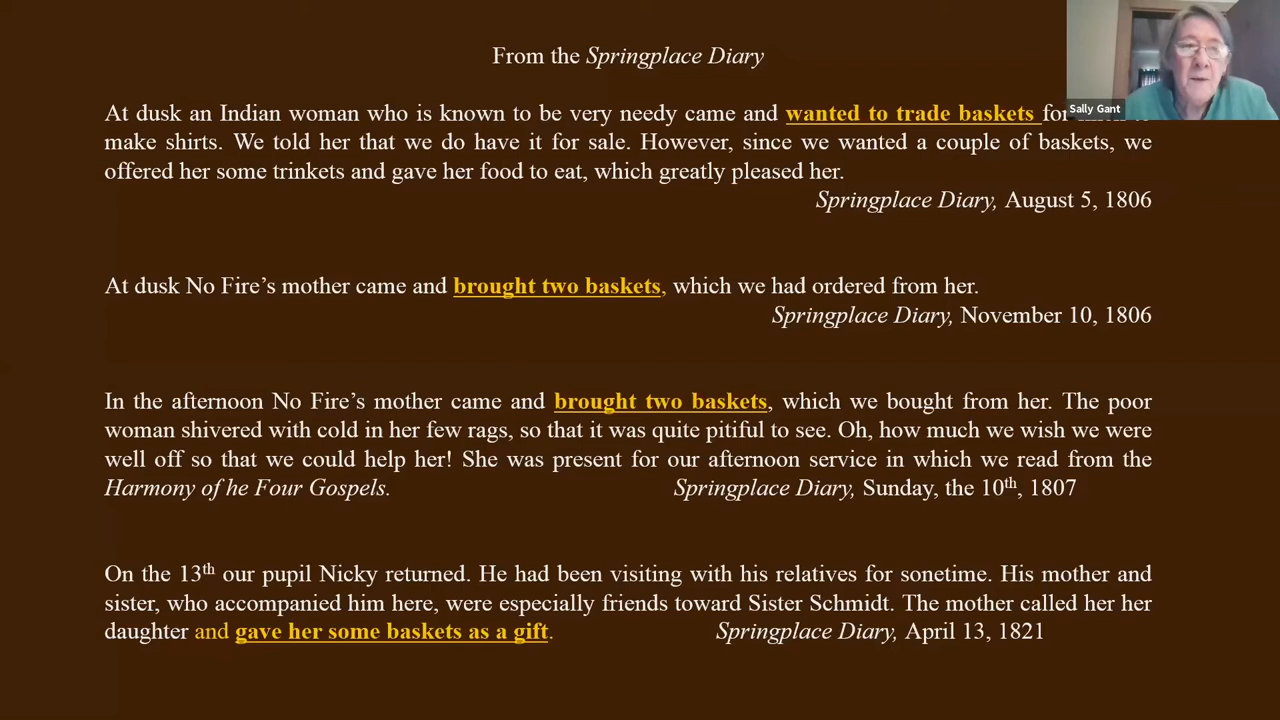 From the Springplace Diary
Sally Gant
At dusk an Indian woman who is known to be very needy came and wanted to trade baskets for
make shirts. We told her that we do have it for sale. However, since we wanted a couple of baskets, we
offered her some trinkets and gave her food to eat, which greatly pleased her.
Springplace Diary, August 5, 1806
At dusk No Fire’s mother came and brought two baskets, which we had ordered from her.
Springplace Diary, November 10, 1806
In the afternoon No Fire’s mother came and brought two baskets, which we bought from her. The poor
woman shivered with cold in her few rags, so that it was quite pitiful to see. Oh, how much we wish we were
well off so that we could help her! She was present for our afternoon service in which we read from the
Harmony of he Four Gospels. Springplace Diary, Sunday, the 10th, 1807
On the 13th our pupil Nicky returned. He had been visiting with his relatives for sonetime. His mother and
sister, who accompanied him here, were especially friends toward Sister Schmidt. The mother called her her
daughter and gave her some baskets as a gift. Springplace Diary, April 13, 1821